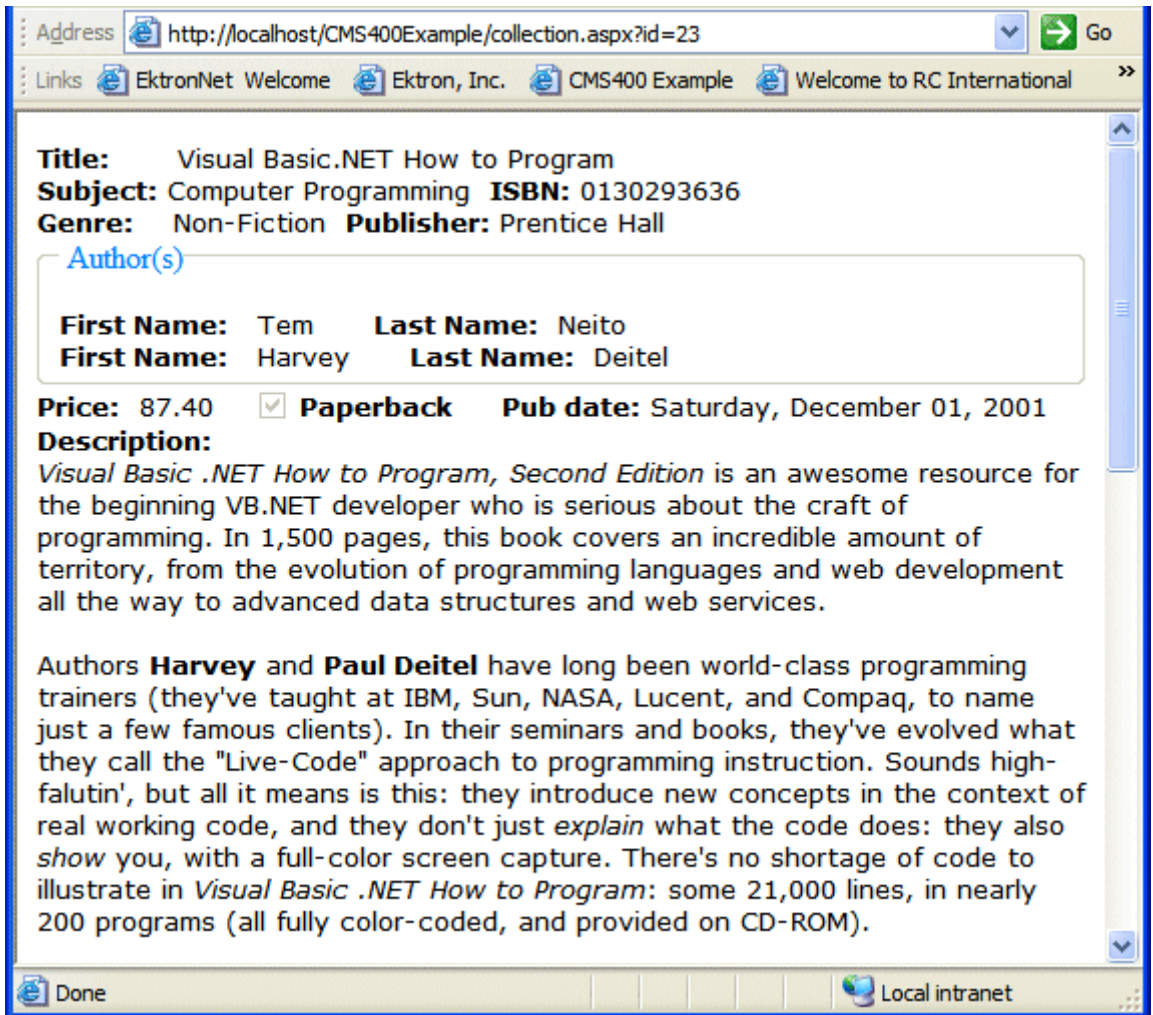 Address http://localhost/CMS400Example/collection.aspx?id=23 Go
Links EktronNet Welcome Ektron, Inc. CMS400 Example Welcome to RC International »
Title: Visual Basic.NET How to Program
Subject: Computer Programming ISBN: 0130293636
Genre: Non-Fiction Publisher: Prentice Hall
Author(s)
First Name: Tem Last Name: Neito
First Name: Harvey Last Name: Deitel
Price: 87.40 Paperback Pub date: Saturday, December 01, 2001
Description:
Visual Basic .NET How to Program, Second Edition is an awesome resource for
the beginning VB.NET developer who is serious about the craft of
programming. In 1,500 pages, this book covers an incredible amount of
territory, from the evolution of programming languages and web development
all the way to advanced data structures and web services.
Authors Harvey and Paul Deitel have long been world-class programming
trainers (they've taught at IBM, Sun, NASA, Lucent, and Compaq, to name
just a few famous clients). In their seminars and books, they've evolved what
they call the "Live-Code" approach to programming instruction. Sounds high-
falutin', but all it means is this: they introduce new concepts in the context of
real working code, and they don't just explain what the code does: they also
show you, with a full-color screen capture. There's no shortage of code to
illustrate in Visual Basic .NET How to Program: some 21,000 lines, in nearly
200 programs (all fully color-coded, and provided on CD-ROM).
Done Local intranet